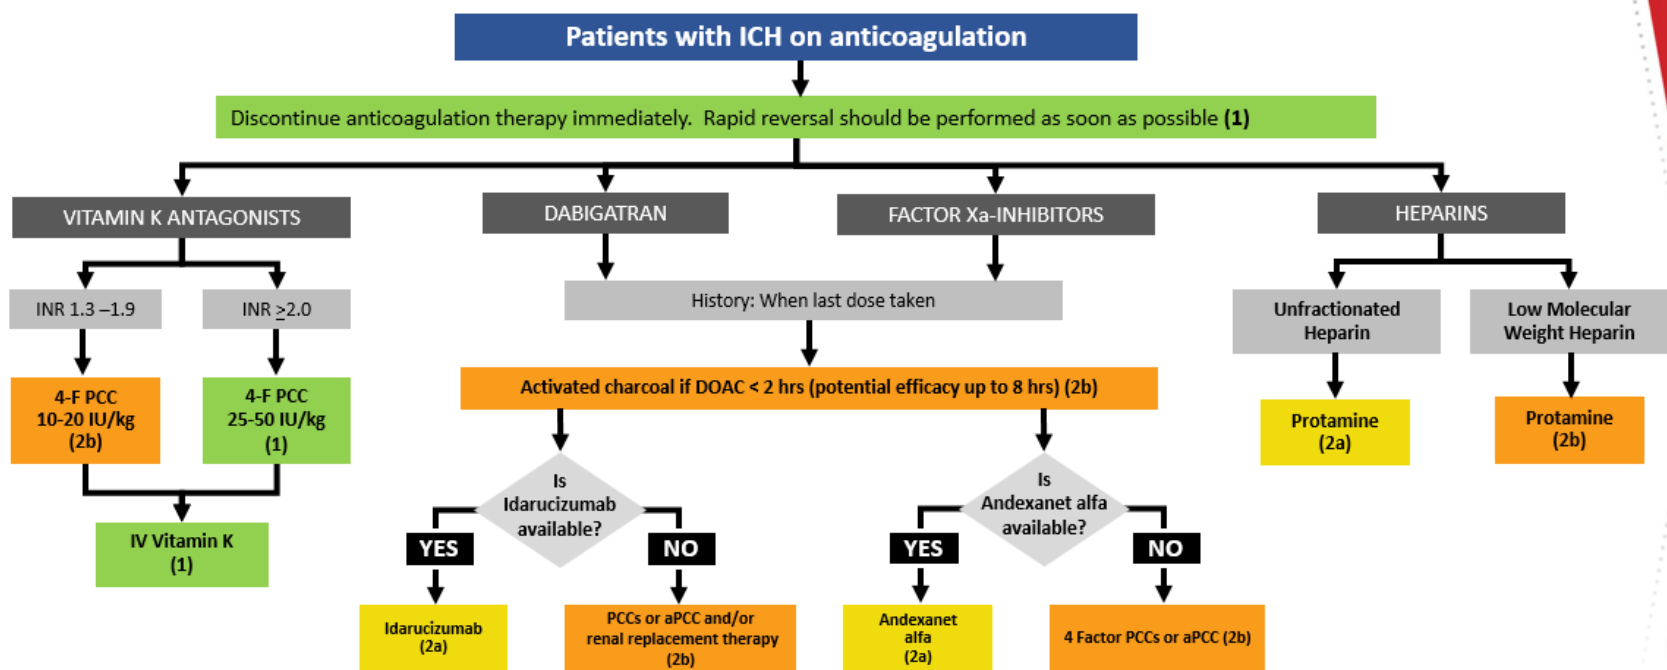 Patients with ICH on anticoagulation
Discontinue anticoagulation therapy immediately.  Rapid reversal should be performed as soon as possible (1)
VITAMIN K ANTAGONISTS
DABIGATRAN
FACTOR Xa-INHIBITORS
HEPARINS
INR 1.3 –1.9
INR ≥2.0
History: When last dose taken
Unfractionated
Heparin
Low Molecular
Weight Heparin
4-F PCC
10-20 IU/kg
(2b)
4-F PCC
25-50 IU/kg
(1)
Activated charcoal if DOAC < 2 hrs (potential efficacy up to 8 hrs) (2b)
Protamine
(2a)
Protamine
(2b)
IV Vitamin K
(1)
Is
Idarucizumab
available?
YES
NO
Is
Andexanet alfa
available?
YES
NO
Idarucizumab
(2a)
PCCs or aPCC and/or
renal replacement therapy
(2b)
Andexanet
alfa
(2a)
4 Factor PCCs or aPCC (2b)